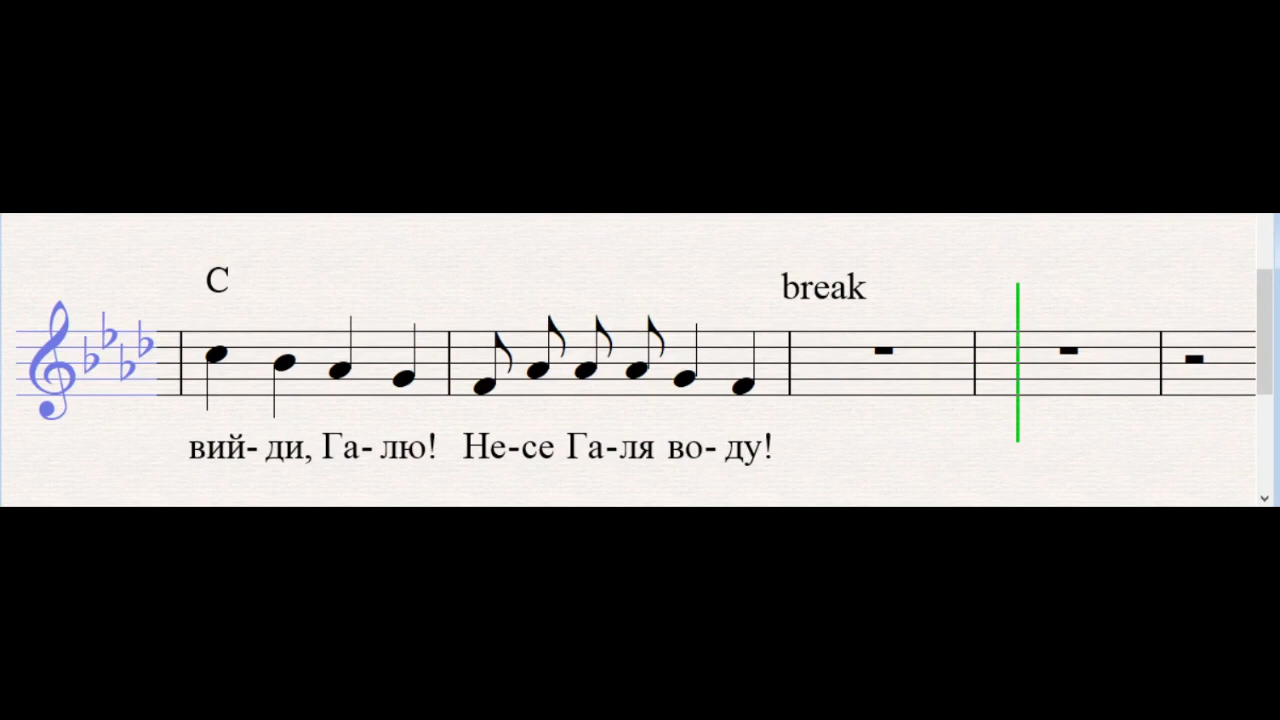 C
break
вий- ди, Га- лю! Не-се Га-ля во- ду!